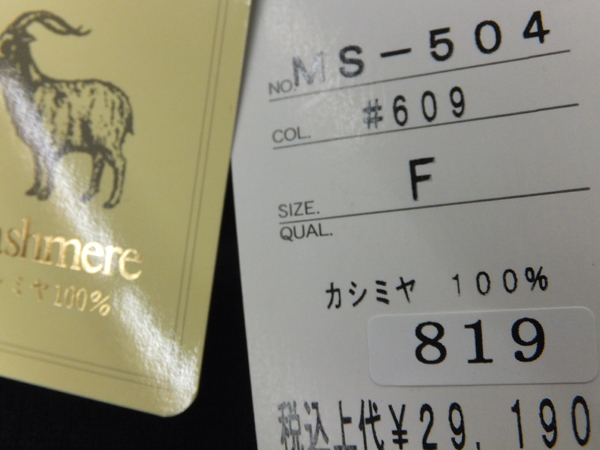 NO. MS-504
COL. #609
SIZE. F
QUAL.
カシミヤ 100%
819
税込上代¥29,190
ashmere
シミヤ100%